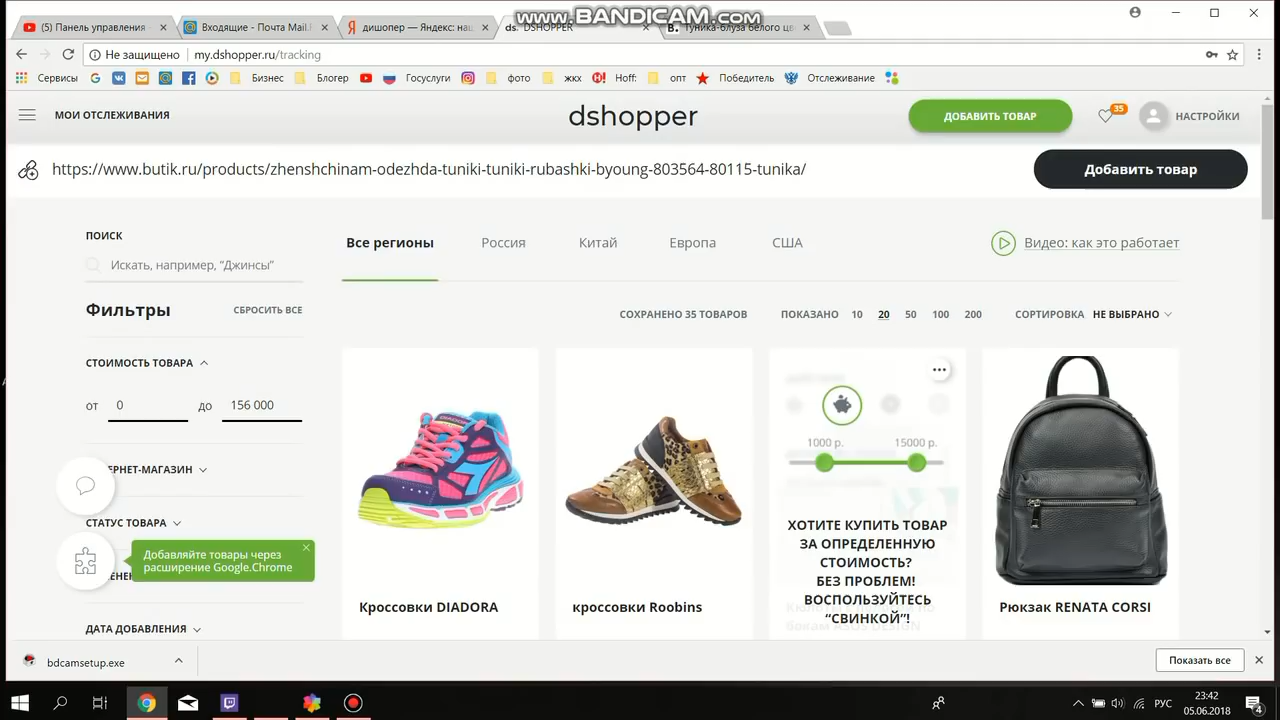 www.BANDICAM.com
(5) Панель управления
Входящие - Почта Mail.
дишопер — Яндекс: наш
ds. DSHOPPER
B. Туника-блуза белого цв
Не защищено my.dshopper.ru/tracking
Сервисы Бизнес Блогер Госуслуги фото жкх Hoff: опт Победитель Отслеживание
МОИ ОТСЛЕЖИВАНИЯ
dshopper
ДОБАВИТЬ ТОВАР
35
НАСТРОЙКИ
https://www.butik.ru/products/zhenshchinam-odezhda-tuniki-tuniki-rubashki-byoung-803564-80115-tunika/
Добавить товар
ПОИСК
Искать, например, “Джинсы”
Фильтры СБРОСИТЬ ВСЕ
СТОИМОСТЬ ТОВАРА
от 0 до 156 000
ЕРНЕТ-МАГАЗИН
СТАТУС ТОВАРА
Добавляйте товары через
расширение Google.Chrome
ДАТА ДОБАВЛЕНИЯ
Все регионы Россия Китай Европа США
Видео: как это работает
СОХРАНЕНО 35 ТОВАРОВ ПОКАЗАНО 10 20 50 100 200 СОРТИРОВКА НЕ ВЫБРАНО
Кроссовки DIADORA
кроссовки Roobins
1000 р. 15000 р.
ХОТИТЕ КУПИТЬ ТОВАР
ЗА ОПРЕДЕЛЕННУЮ
СТОИМОСТЬ?
БЕЗ ПРОБЛЕМ!
ВОСПОЛЬЗУЙТЕСЬ
“СВИНКОЙ”!
Рюкзак RENATA CORSI
bdcamsetup.exe
Показать все
РУС
23:42
05.06.2018
4